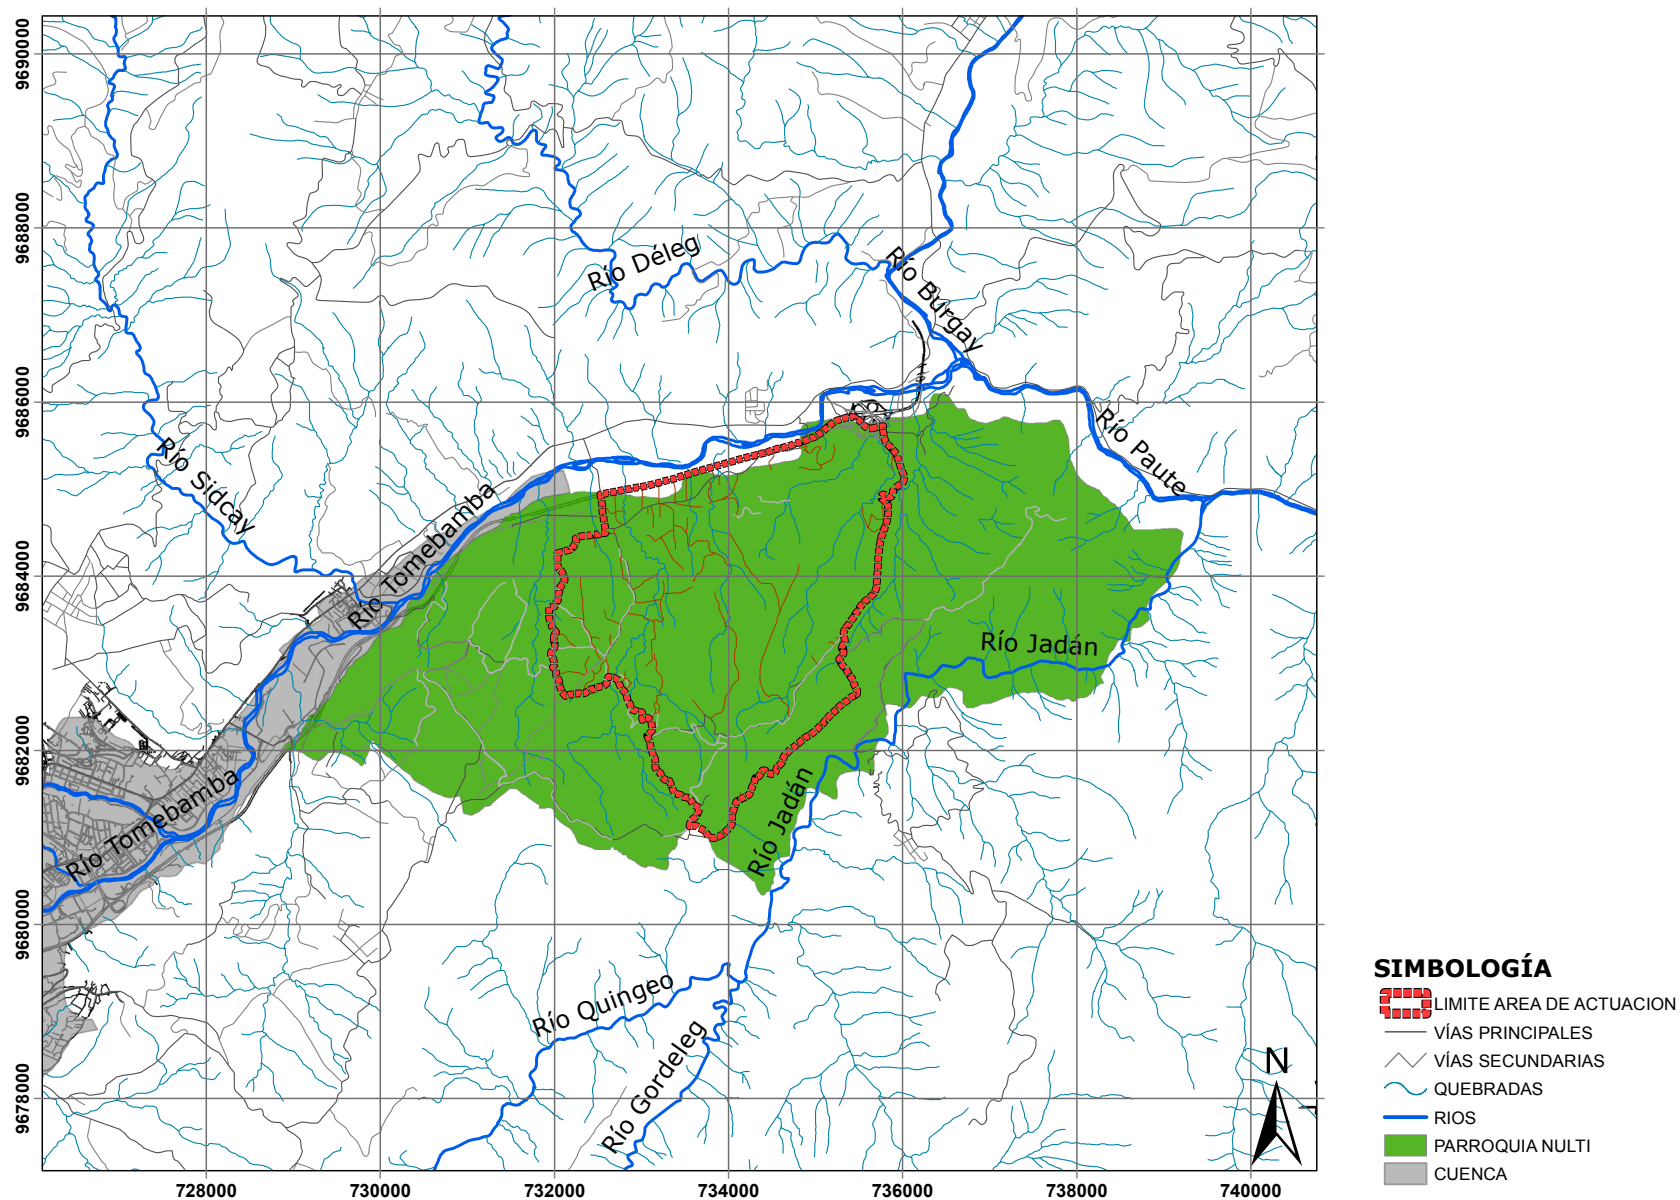 9690000
9688000
9686000
9684000
9682000
9680000
9678000
728000
730000
732000
734000
736000
738000
740000
Río Déleg
Río Burgay
Río Paute
Río Sidcay
Río Tomebamba
Río Jadán
Río Tomebamba
Río Jadán
Río Quingeo
Río Gordeleg
N
SIMBOLOGÍA
LIMITE AREA DE ACTUACION
VÍAS PRINCIPALES
VÍAS SECUNDARIAS
QUEBRADAS
RIOS
PARROQUIA NULTI
CUENCA